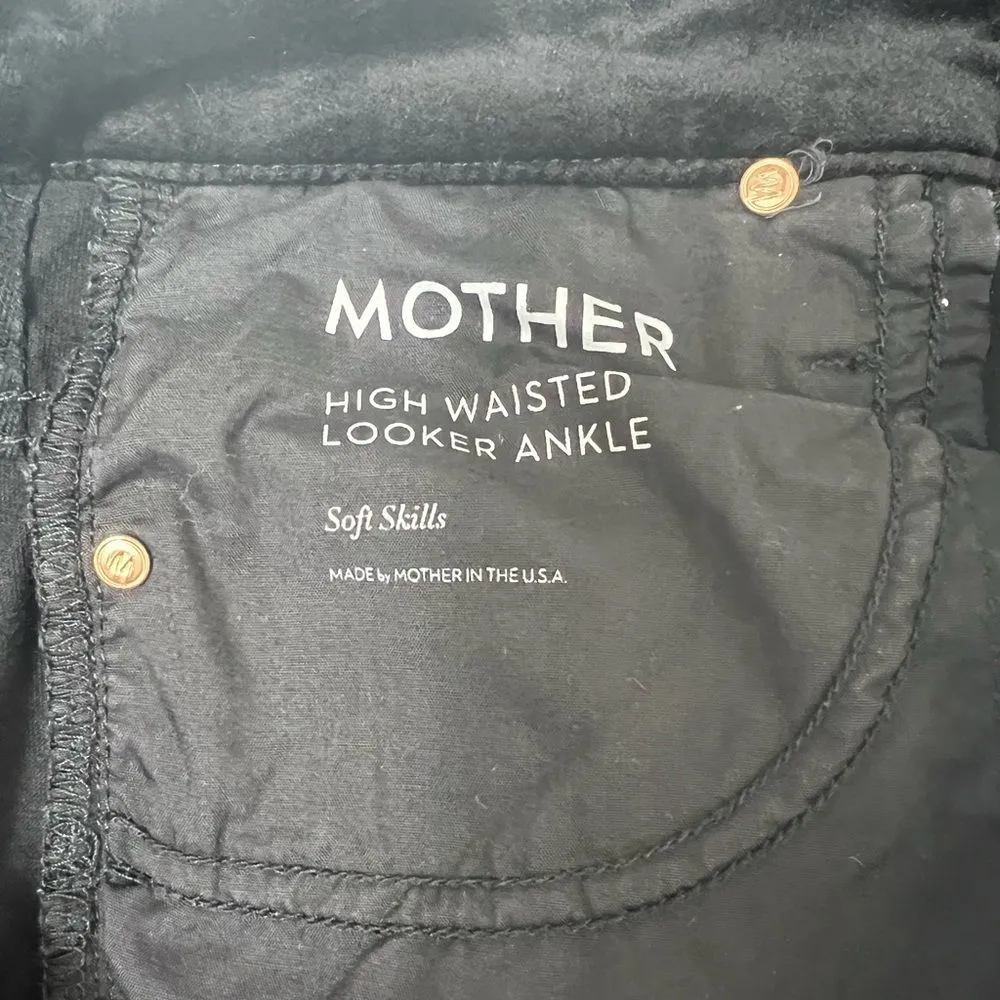 MOTHER
HIGH WAISTED
LOOKER ANKLE
Soft Skills
MADE by MOTHER IN THE U.S.A.